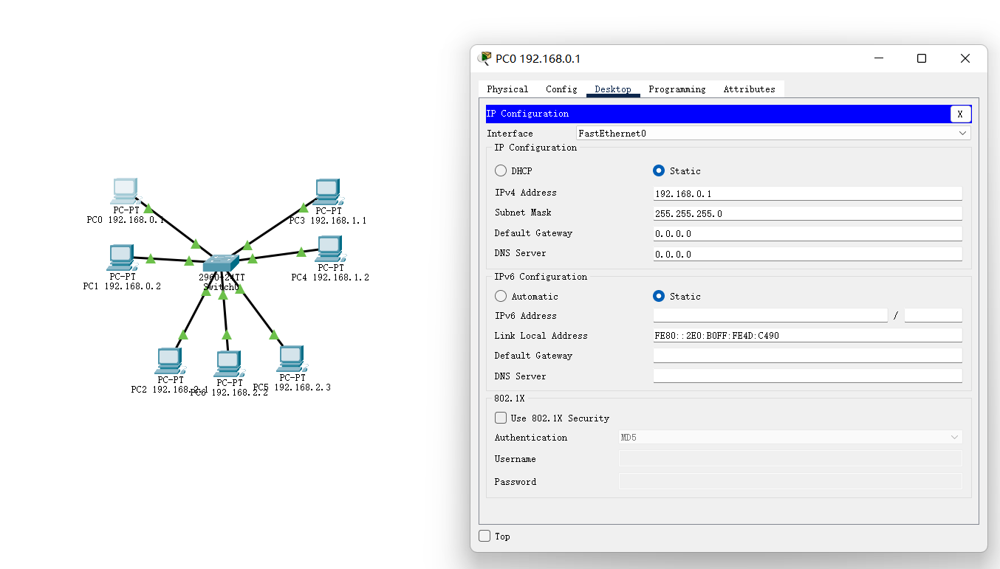 PC-PT
PC0 192.168.0.1
PC-PT
PC3 192.168.1.1
PC-PT
PC1 192.168.0.2
PC-PT
PC4 192.168.1.2
2960-24TT
Switch0
PC-PT
PC2 192.168.2.1
PC-PT
PC6 192.168.2.2
PC-PT
PC5 192.168.2.3
PC0 192.168.0.1
Physical Config Desktop Programming Attributes
IP Configuration X
Interface FastEthernet0
IP Configuration
DHCP Static
IPv4 Address 192.168.0.1
Subnet Mask 255.255.255.0
Default Gateway 0.0.0.0
DNS Server 0.0.0.0
IPv6 Configuration
Automatic Static
IPv6 Address /
Link Local Address FE80::2E0:B0FF:FE4D:C490
Default Gateway
DNS Server
802.1X
Use 802.1X Security
Authentication MD5
Username
Password
Top